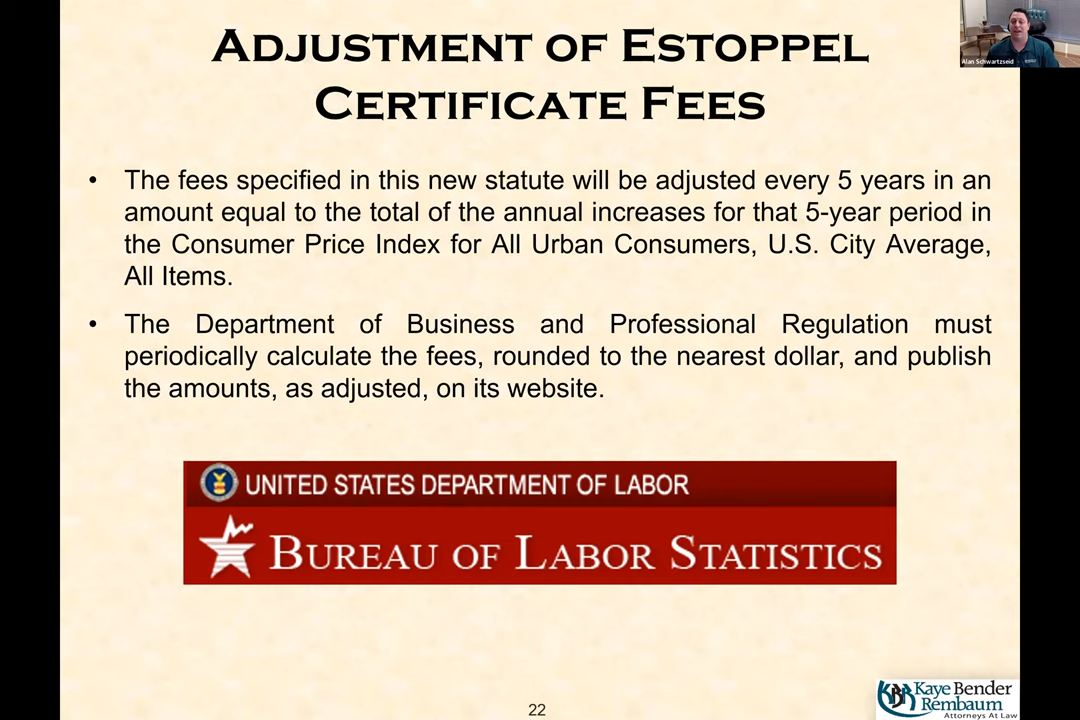 ADJUSTMENT OF ESTOPPEL
CERTIFICATE FEES
Alan Schwartzseid
• The fees specified in this new statute will be adjusted every 5 years in an
amount equal to the total of the annual increases for that 5-year period in
the Consumer Price Index for All Urban Consumers, U.S. City Average,
All Items.
• The Department of Business and Professional Regulation must
periodically calculate the fees, rounded to the nearest dollar, and publish
the amounts, as adjusted, on its website.
UNITED STATES DEPARTMENT OF LABOR
BUREAU OF LABOR STATISTICS
22
KBR
Kaye Bender
Rembaum
Attorneys At Law